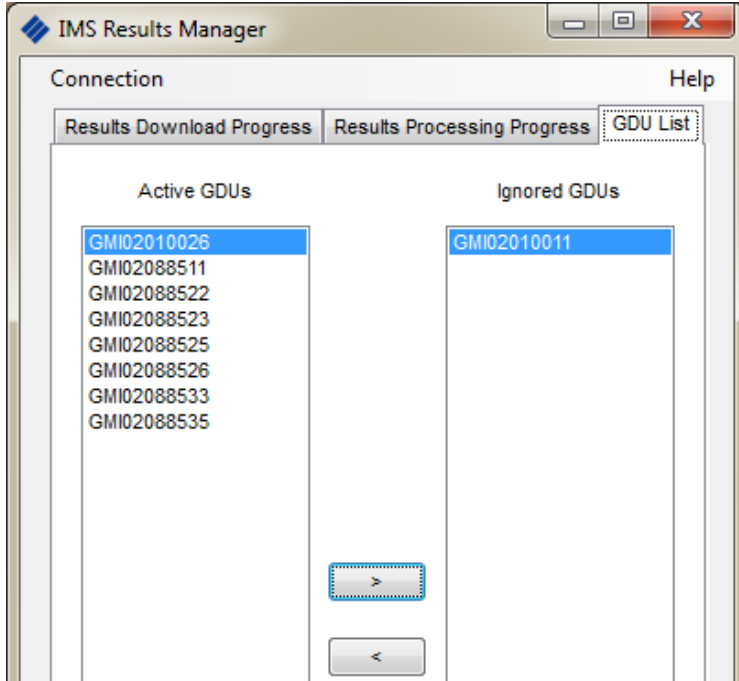 IMS Results Manager
Connection Help
Results Download Progress Results Processing Progress GDU List
Active GDUs Ignored GDUs
GMI02010026 GMI02010011
GMI02088511
GMI02088522
GMI02088523
GMI02088525
GMI02088526
GMI02088533
GMI02088535
>
<